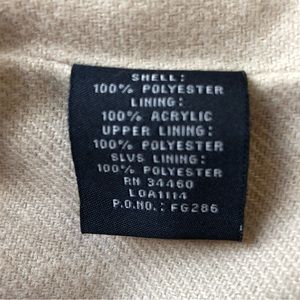 SHELL:
100% POLYESTER
LINING:
100% ACRYLIC
UPPER LINING:
100% POLYESTER
SLVS LINING:
100% POLYESTER
RN 34460
LOA1114
P.O.NO.: FG286